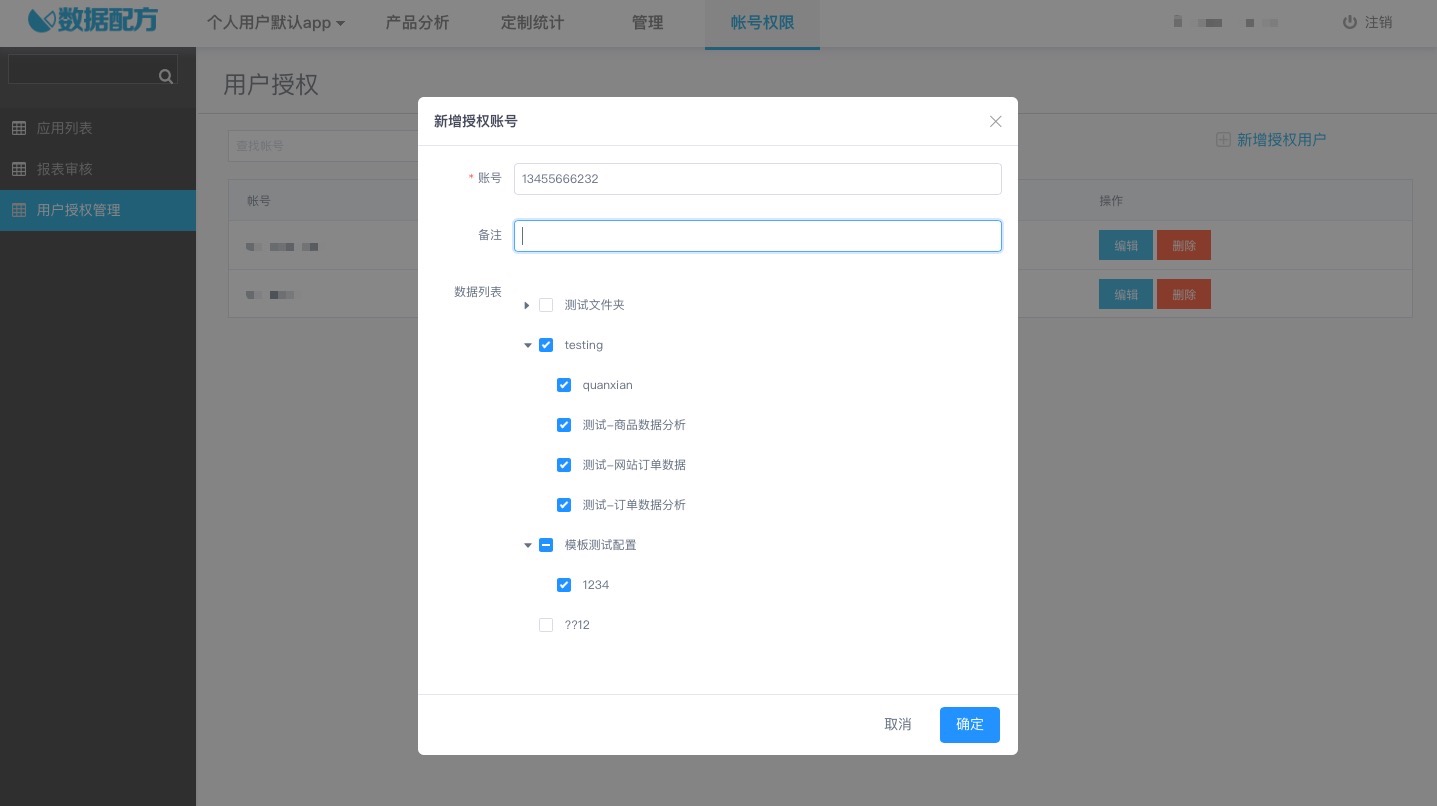 数据配方
个人用户默认app 产品分析 定制统计 管理 帐号权限 注销
用户授权
应用列表
报表审核
用户授权管理
查找帐号
新增授权用户
帐号 操作
编辑 删除
编辑 删除
新增授权账号
* 账号 13455666232
备注
数据列表
测试文件夹
testing
quanxian
测试-商品数据分析
测试-网站订单数据
测试-订单数据分析
模板测试配置
1234
??12
取消 确定